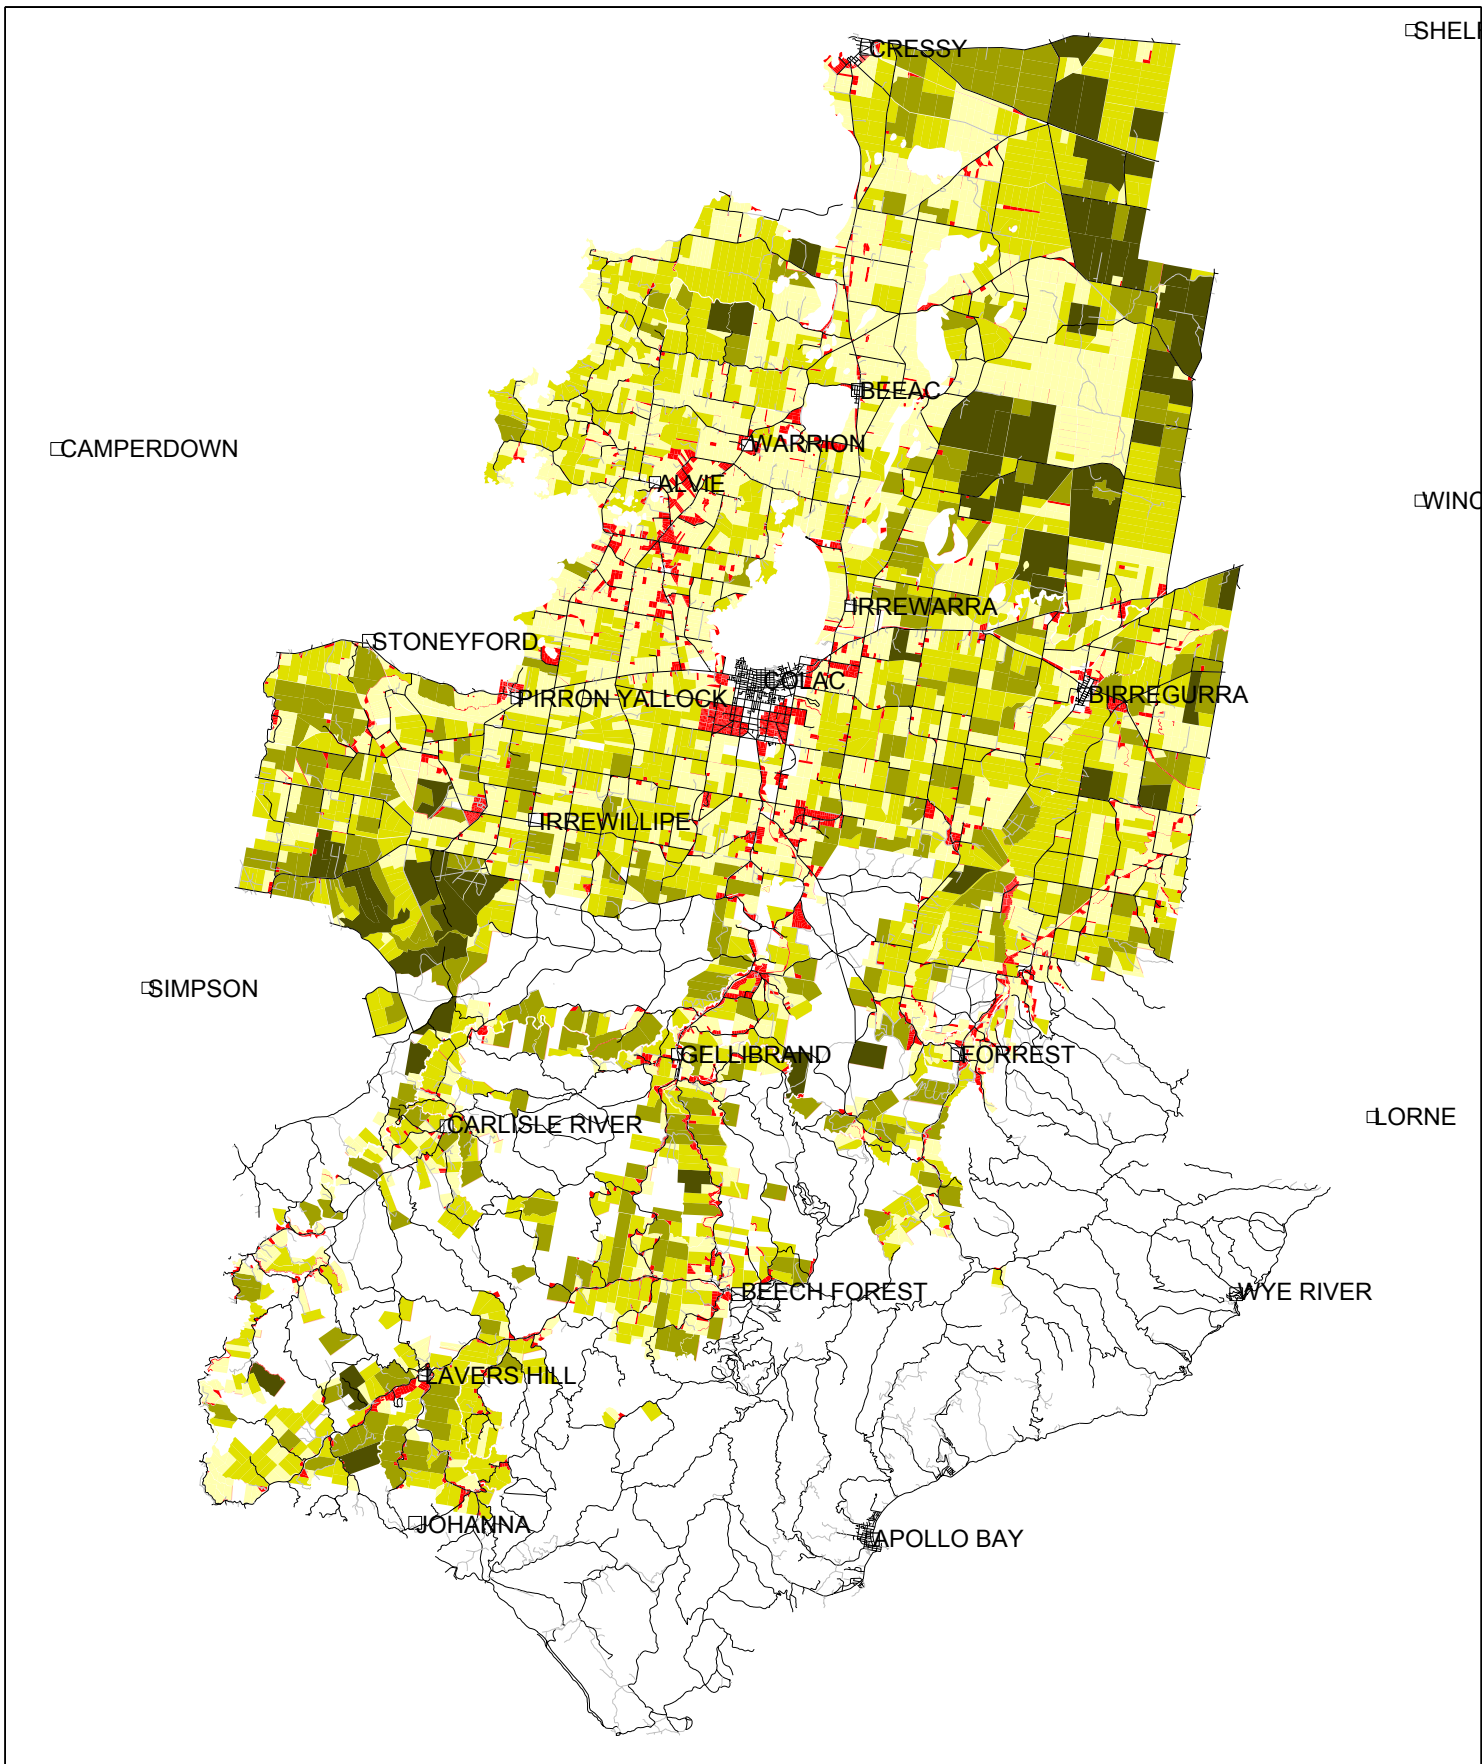 SHEL
CRESSY
BEEAC
WARRION
CAMPERDOWN
ALVIE
WINC
IRREWARRA
STONEYFORD
COLAC
PIRRON YALLOCK
BIRREGURRA
IRREWILLIPE
SIMPSON
GELLIBRAND
FORREST
LORNE
CARLISLE RIVER
BEECH FOREST
WYE RIVER
LAVERS HILL
JOHANNA
APOLLO BAY